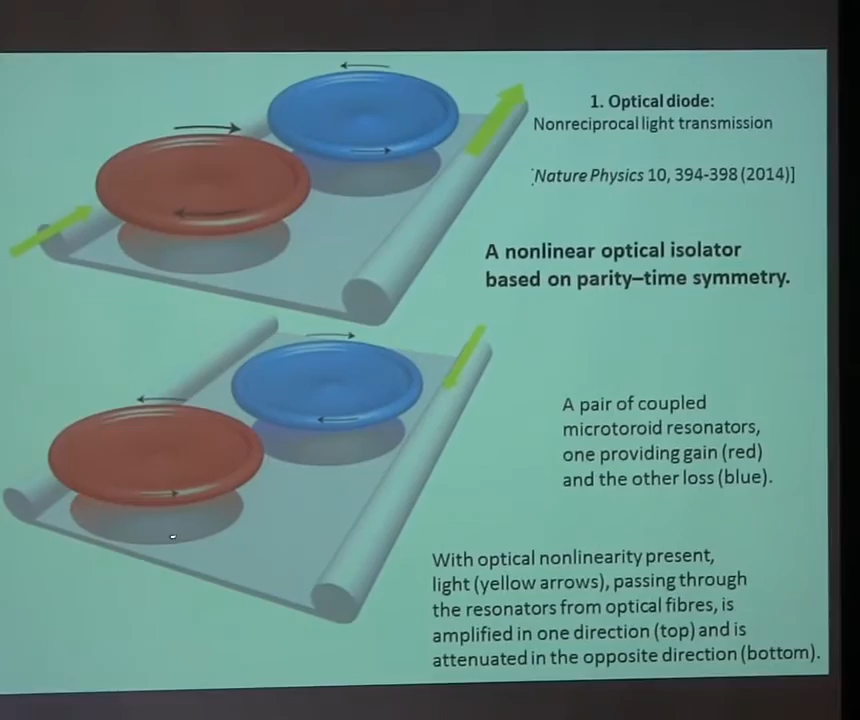 1. Optical diode:
Nonreciprocal light transmission
[Nature Physics 10, 394-398 (2014)]
A nonlinear optical isolator
based on parity–time symmetry.
A pair of coupled
microtoroid resonators,
one providing gain (red)
and the other loss (blue).
With optical nonlinearity present,
light (yellow arrows), passing through
the resonators from optical fibres, is
amplified in one direction (top) and is
attenuated in the opposite direction (bottom).